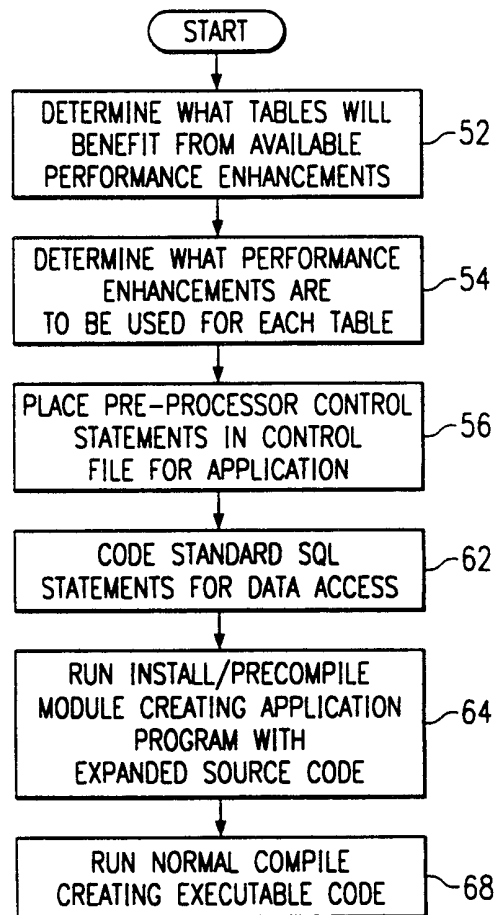 START
DETERMINE WHAT TABLES WILL
BENEFIT FROM AVAILABLE
PERFORMANCE ENHANCEMENTS
52
DETERMINE WHAT PERFORMANCE
ENHANCEMENTS ARE
TO BE USED FOR EACH TABLE
54
PLACE PRE-PROCESSOR CONTROL
STATEMENTS IN CONTROL
FILE FOR APPLICATION
56
CODE STANDARD SQL
STATEMENTS FOR DATA ACCESS
62
RUN INSTALL/PRECOMPILE
MODULE CREATING APPLICATION
PROGRAM WITH
EXPANDED SOURCE CODE
64
RUN NORMAL COMPILE
CREATING EXECUTABLE CODE
68